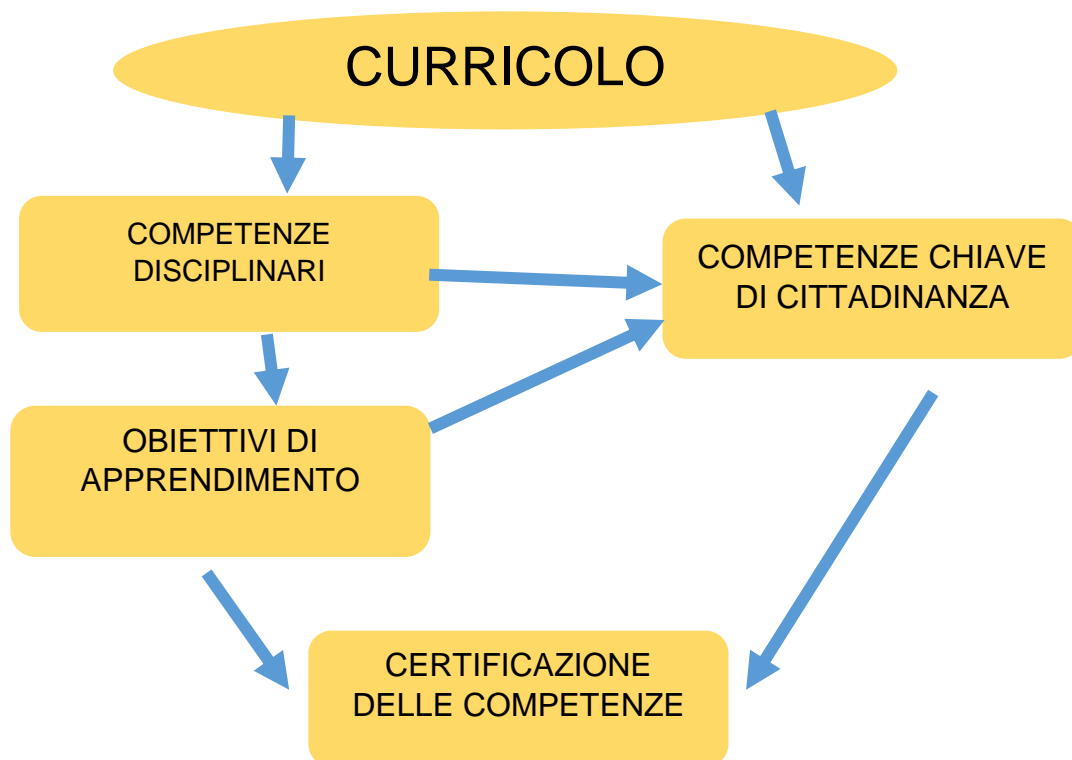 CURRICOLO
COMPETENZE
DISCIPLINARI
COMPETENZE CHIAVE
DI CITTADINANZA
OBIETTIVI DI
APPRENDIMENTO
CERTIFICAZIONE
DELLE COMPETENZE